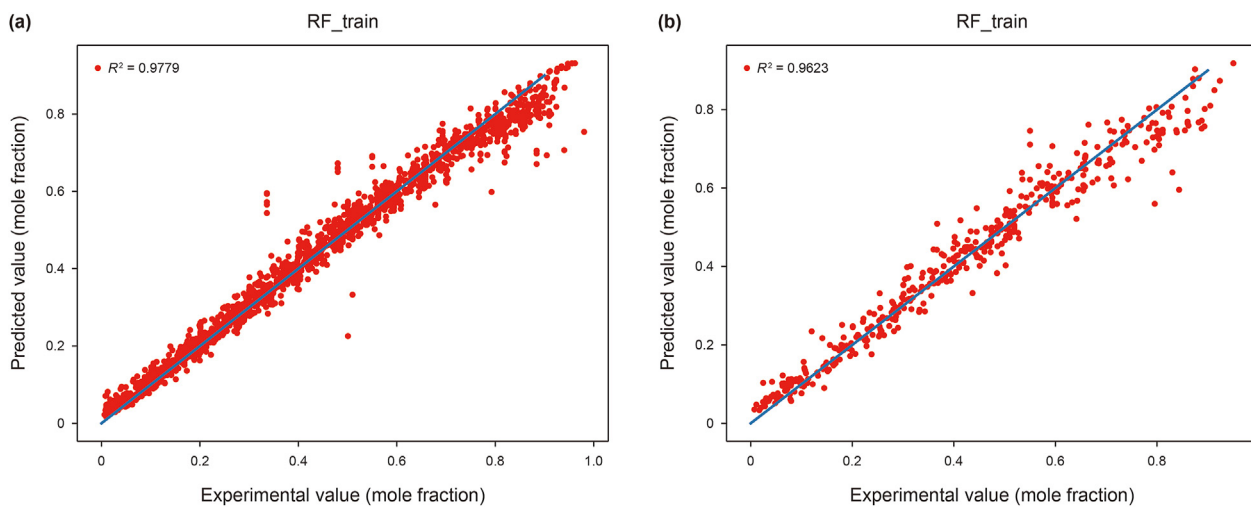 (a)
RF_train
R² = 0.9779
Predicted value (mole fraction)
0.8
0.6
0.4
0.2
0
0
0.2
0.4
0.6
0.8
1.0
Experimental value (mole fraction)
(b)
RF_train
R² = 0.9623
Predicted value (mole fraction)
0.8
0.6
0.4
0.2
0
0
0.2
0.4
0.6
0.8
Experimental value (mole fraction)